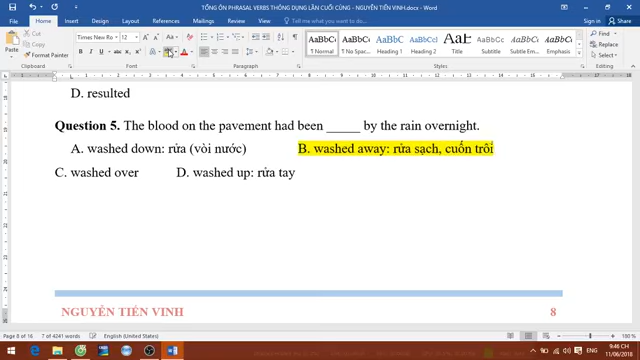 TỔNG ÔN PHRASAL VERBS THÔNG DỤNG LẦN CUỐI CÙNG - NGUYỄN TIẾN VINH.docx - Word
File Home Insert Design Layout References Mailings Review View
Tell me what you want to do...
Sign in Share
Cut
Copy
Format Painter
Paste
Clipboard
Times New Ro
Font
Paragraph
AaBbCc AaBbCc AaBbC AaBbCcI AaBl AaBbCcI AaBbCcI
¶ Normal ¶ No Spac... Heading 1 Heading 2 Title Subtitle Subtle Em...
Styles
Find
Replace
Select
Editing
D. resulted
Question 5. The blood on the pavement had been _____ by the rain overnight.
A. washed down: rửa (vòi nước) B. washed away: rửa sạch, cuốn trôi
C. washed over D. washed up: rửa tay
NGUYỄN TIẾN VINH 8
Page 8 of 16 7 of 4241 words English (United States)
ENG
9:46 CH
11/06/2018